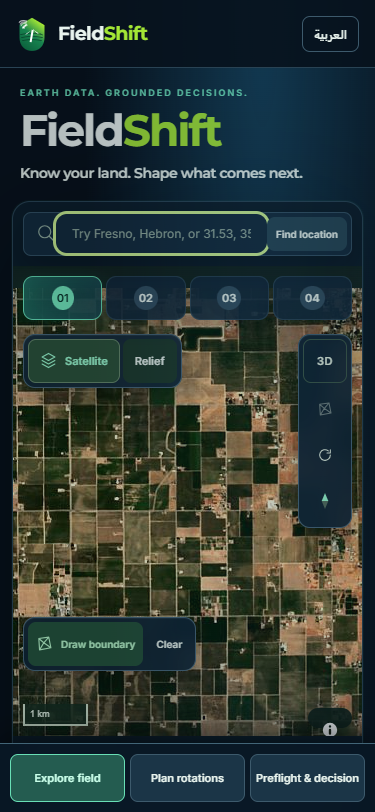 FieldShift
العربية
EARTH DATA. GROUNDED DECISIONS.
FieldShift
Know your land. Shape what comes next.
Try Fresno, Hebron, or 31.53, 35
Find location
01
02
03
04
Satellite
Relief
3D
Draw boundary
Clear
1 km
Explore field
Plan rotations
Preflight & decision